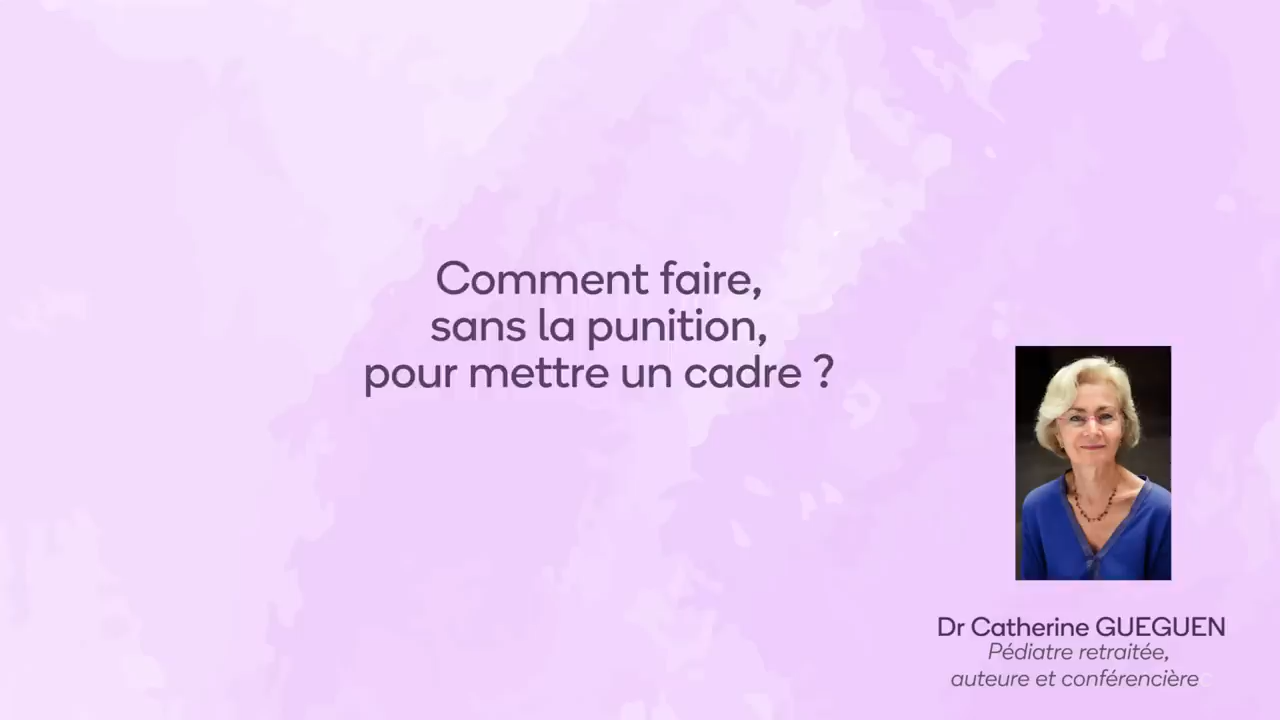 Comment faire,
sans la punition,
pour mettre un cadre ?
Dr Catherine GUEGUEN
Pédiatre retraitée,
auteure et conférencière